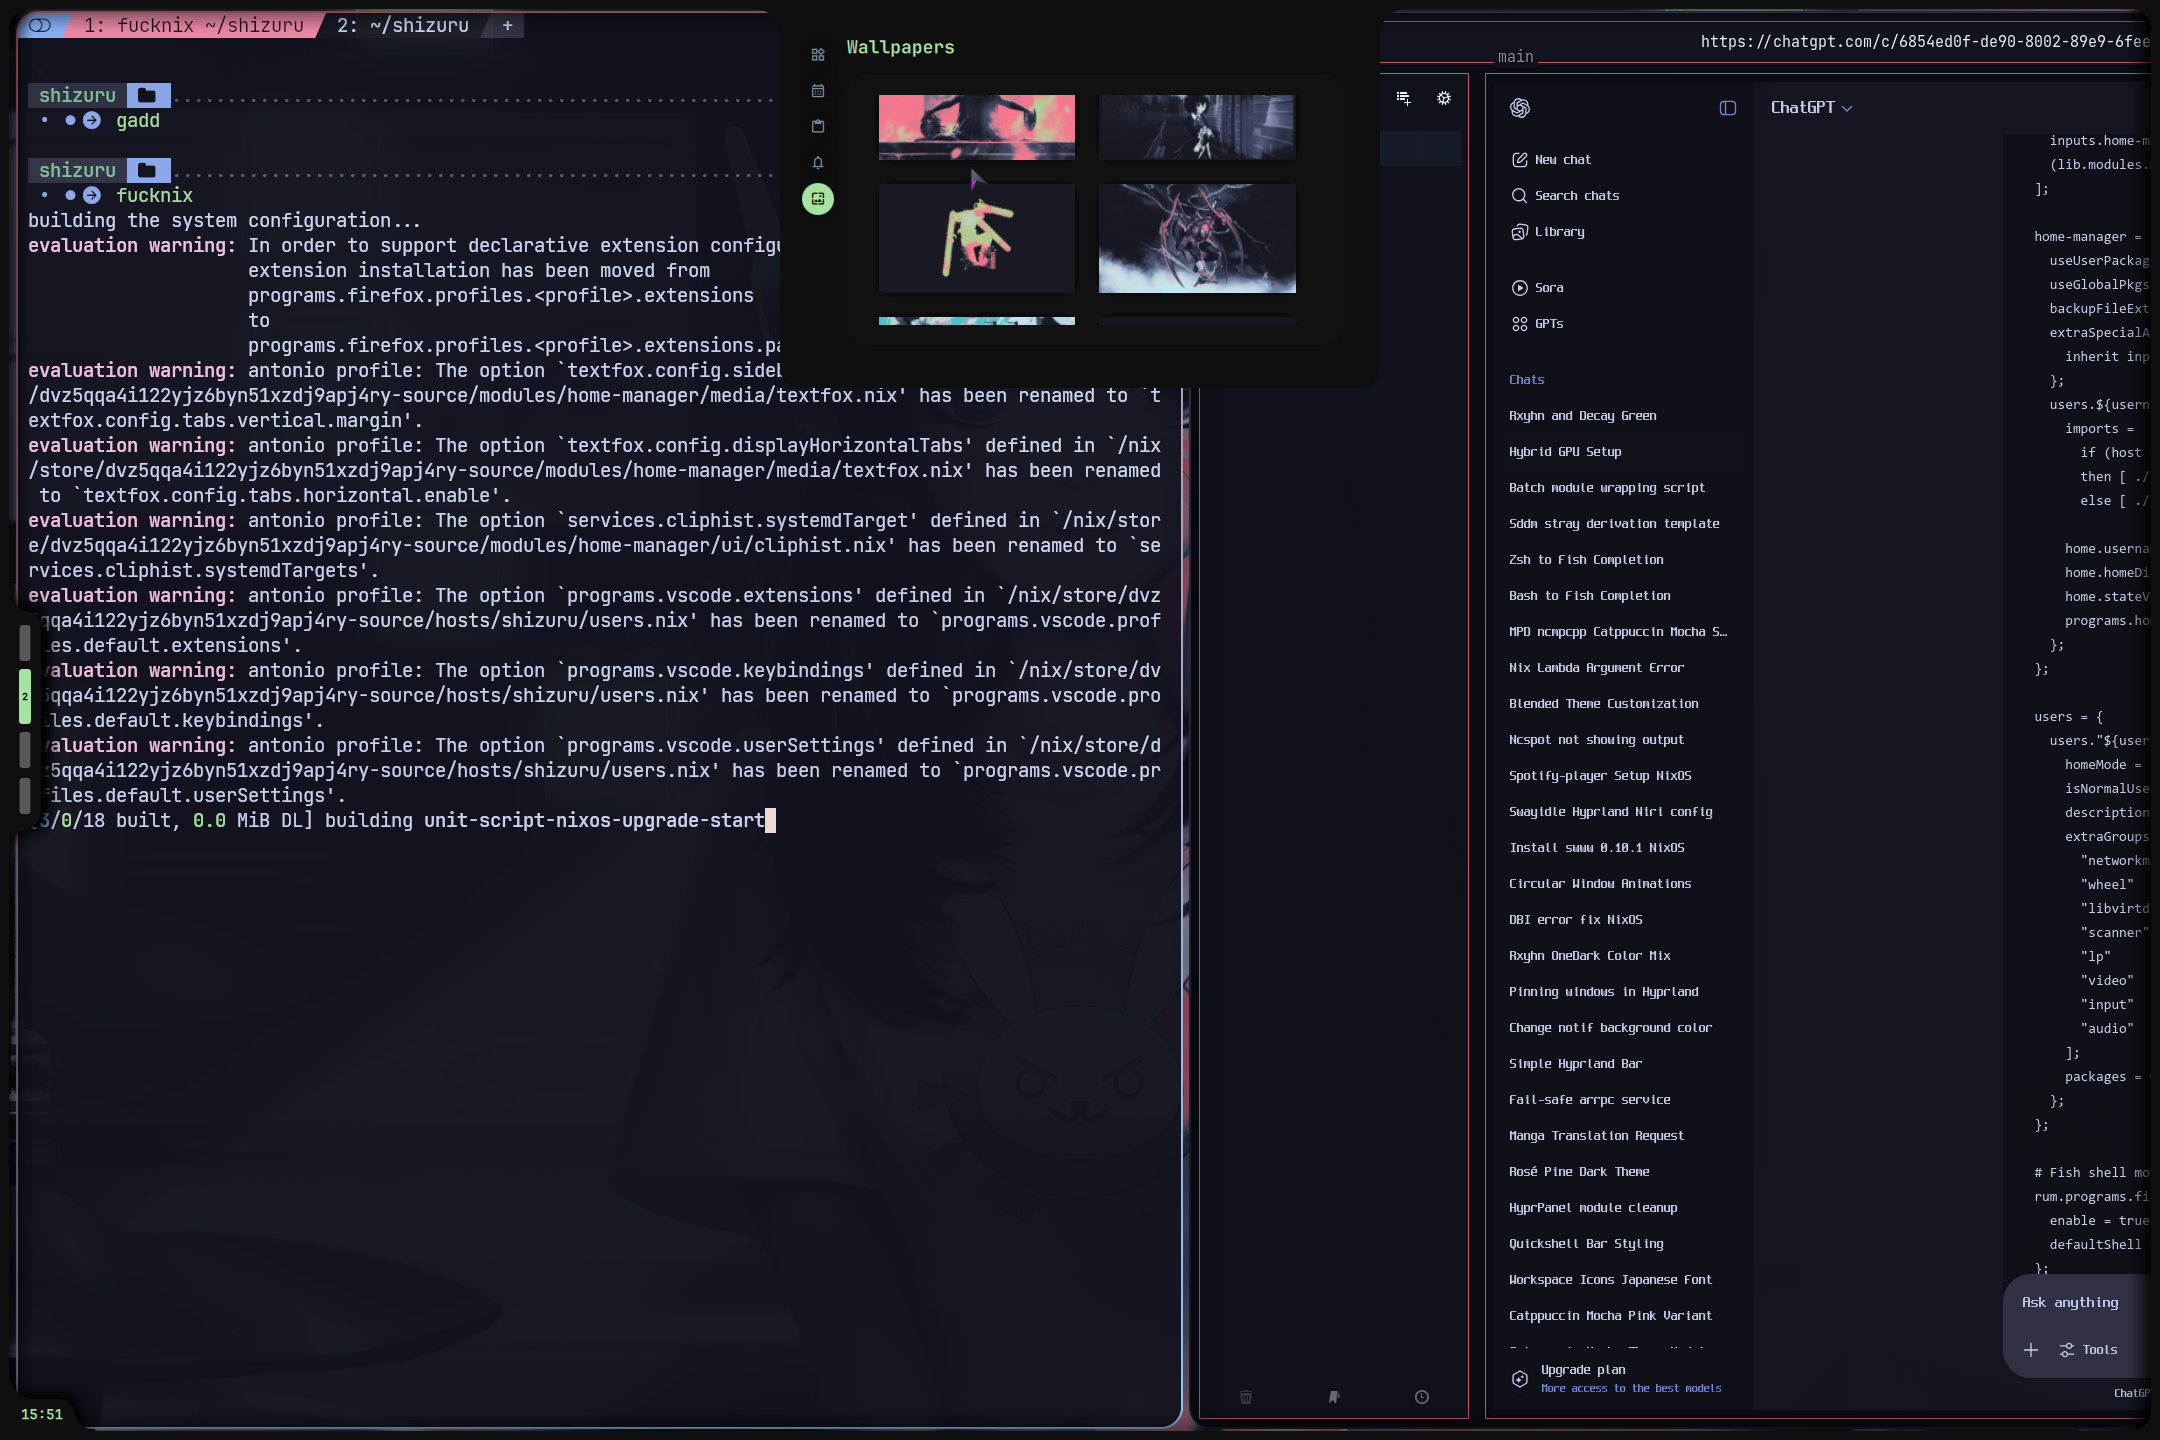 1: fucknix ~/shizuru
2: ~/shizuru
+
shizuru
gadd
shizuru
fucknix
building the system configuration...
evaluation warning: In order to support declarative extension configu
extension installation has been moved from
programs.firefox.profiles.<profile>.extensions
to
programs.firefox.profiles.<profile>.extensions.pa
evaluation warning: antonio profile: The option `textfox.config.sideb
/dvz5qqa4i122yjz6byn51xzdj9apj4ry-source/modules/home-manager/media/textfox.nix' has been renamed to `t
extfox.config.tabs.vertical.margin'.
evaluation warning: antonio profile: The option `textfox.config.displayHorizontalTabs' defined in `/nix
/store/dvz5qqa4i122yjz6byn51xzdj9apj4ry-source/modules/home-manager/media/textfox.nix' has been renamed
to `textfox.config.tabs.horizontal.enable'.
evaluation warning: antonio profile: The option `services.cliphist.systemdTarget' defined in `/nix/stor
e/dvz5qqa4i122yjz6byn51xzdj9apj4ry-source/modules/home-manager/ui/cliphist.nix' has been renamed to `se
rvices.cliphist.systemdTargets'.
evaluation warning: antonio profile: The option `programs.vscode.extensions' defined in `/nix/store/dvz
5qqa4i122yjz6byn51xzdj9apj4ry-source/hosts/shizuru/users.nix' has been renamed to `programs.vscode.prof
iles.default.extensions'.
evaluation warning: antonio profile: The option `programs.vscode.keybindings' defined in `/nix/store/dv
z5qqa4i122yjz6byn51xzdj9apj4ry-source/hosts/shizuru/users.nix' has been renamed to `programs.vscode.pro
files.default.keybindings'.
evaluation warning: antonio profile: The option `programs.vscode.userSettings' defined in `/nix/store/d
vz5qqa4i122yjz6byn51xzdj9apj4ry-source/hosts/shizuru/users.nix' has been renamed to `programs.vscode.pr
ofiles.default.userSettings'.
[3/0/18 built, 0.0 MiB DL] building unit-script-nixos-upgrade-start
2
15:51
Wallpapers
https://chatgpt.com/c/6854ed0f-de90-8002-89e9-6fee
main
ChatGPT
New chat
Search chats
Library
Sora
GPTs
Chats
Rxyhn and Decay Green
Hybrid GPU Setup
Batch module wrapping script
Sddm stray derivation template
Zsh to Fish Completion
Bash to Fish Completion
MPD ncmpcpp Catppuccin Mocha S…
Nix Lambda Argument Error
Blended Theme Customization
Ncspot not showing output
Spotify-player Setup NixOS
Swayidle Hyprland Niri config
Install swww 0.10.1 NixOS
Circular Window Animations
DBI error fix NixOS
Rxyhn OneDark Color Mix
Pinning windows in Hyprland
Change notif background color
Simple Hyprland Bar
Fail-safe arrpc service
Manga Translation Request
Rosé Pine Dark Theme
HyprPanel module cleanup
Quickshell Bar Styling
Workspace Icons Japanese Font
Catppuccin Mocha Pink Variant
Upgrade plan
More access to the best models
inputs.home-m
(lib.modules.
];
home-manager =
useUserPackag
useGlobalPkgs
backupFileExt
extraSpecialA
inherit inp
};
users.${usern
imports =
if (host
then [ ./
else [ ./
home.userna
home.homeDi
home.stateV
programs.ho
};
};
users = {
users."${user
homeMode =
isNormalUse
description
extraGroups
"networkm
"wheel"
"libvirtd
"scanner"
"lp"
"video"
"input"
"audio"
];
packages =
};
};
# Fish shell mo
rum.programs.fi
enable = true
defaultShell
};
Ask anything
Tools
ChatGP